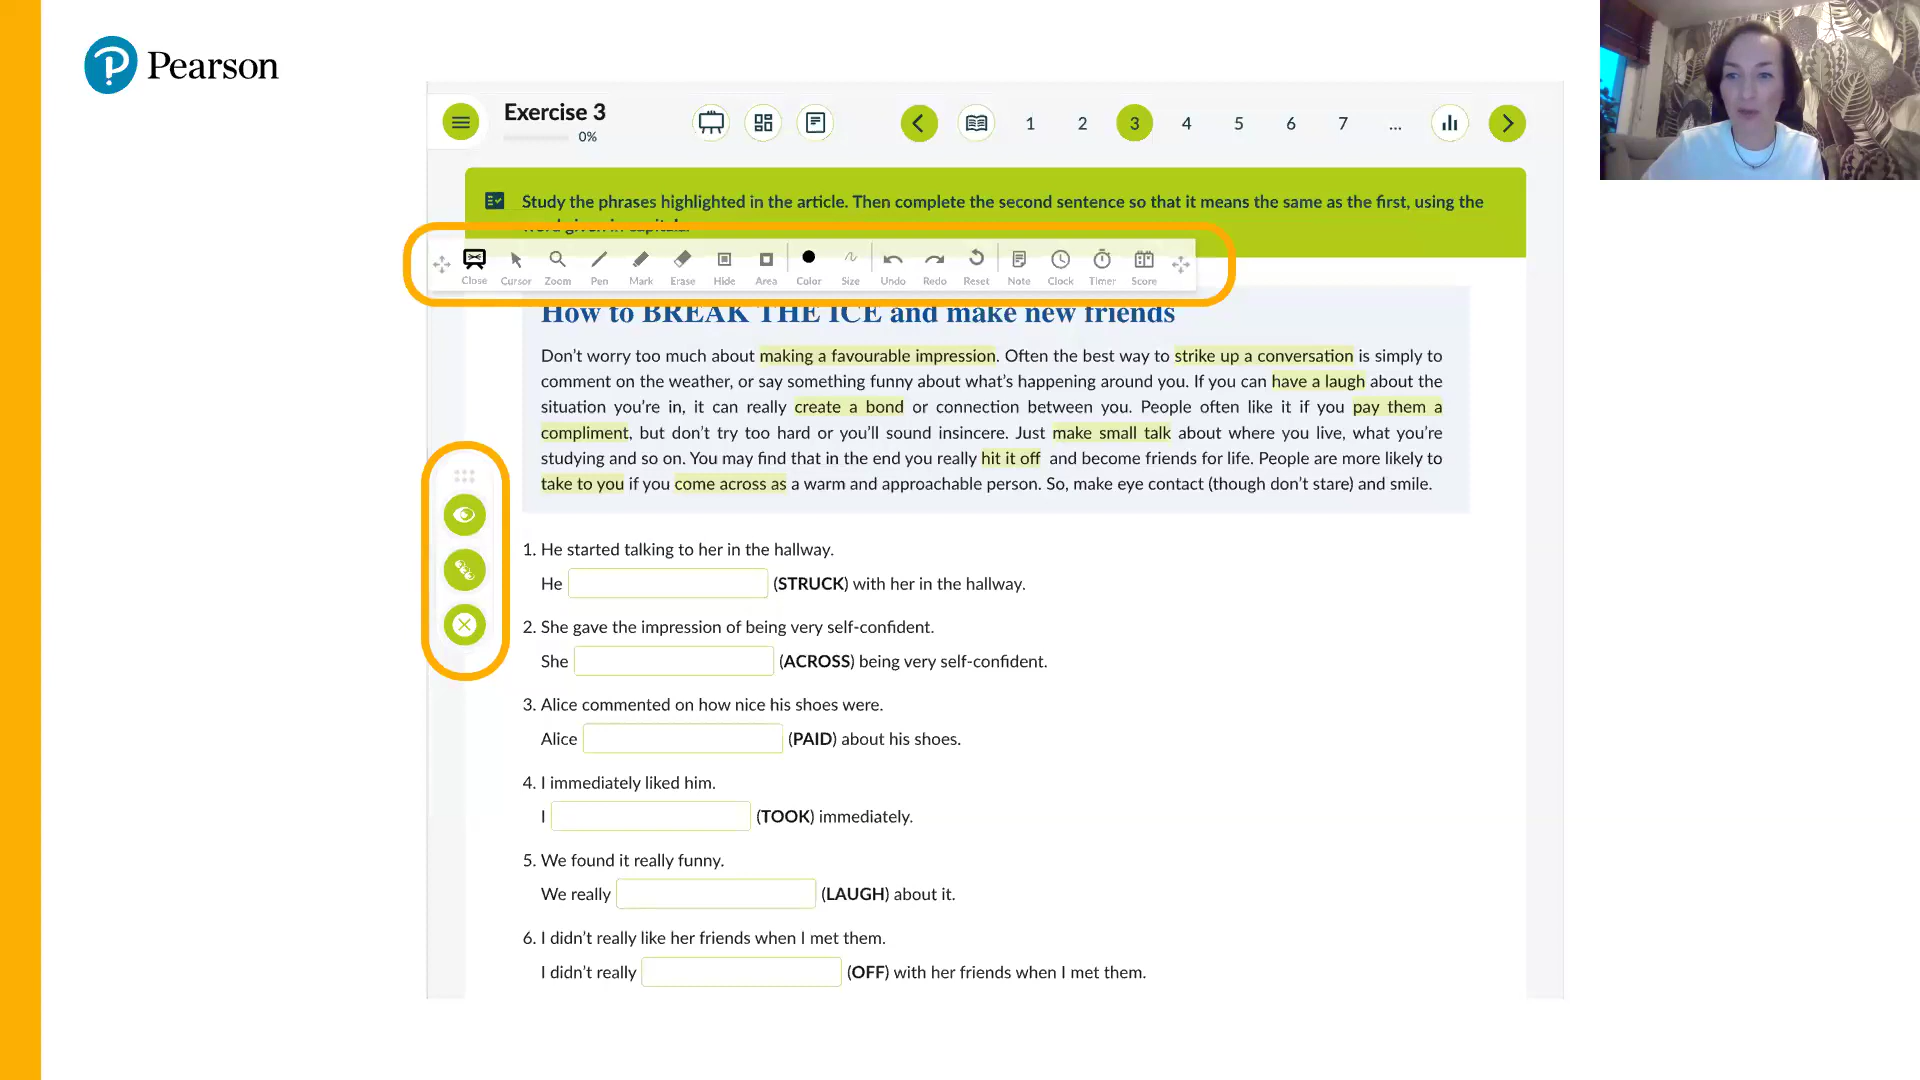 Pearson
Exercise 3
0%
1 2 3 4 5 6 7 ...
Study the phrases highlighted in the article. Then complete the second sentence so that it means the same as the first, using the
Close Cursor Zoom Pen Mark Erase Hide Area Color Size Undo Redo Reset Note Clock Timer Score
How to BREAK THE ICE and make new friends
Don't worry too much about making a favourable impression. Often the best way to strike up a conversation is simply to
comment on the weather, or say something funny about what's happening around you. If you can have a laugh about the
situation you're in, it can really create a bond or connection between you. People often like it if you pay them a
compliment, but don't try too hard or you'll sound insincere. Just make small talk about where you live, what you're
studying and so on. You may find that in the end you really hit it off and become friends for life. People are more likely to
take to you if you come across as a warm and approachable person. So, make eye contact (though don't stare) and smile.
1. He started talking to her in the hallway.
He (STRUCK) with her in the hallway.
2. She gave the impression of being very self-confident.
She (ACROSS) being very self-confident.
3. Alice commented on how nice his shoes were.
Alice (PAID) about his shoes.
4. I immediately liked him.
I (TOOK) immediately.
5. We found it really funny.
We really (LAUGH) about it.
6. I didn't really like her friends when I met them.
I didn't really (OFF) with her friends when I met them.